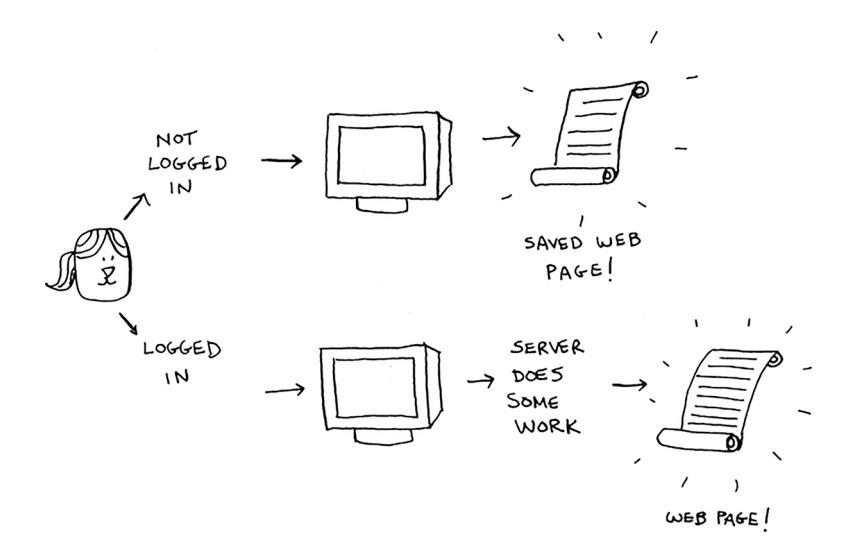 NOT
LOGGED
IN
SAVED WEB
PAGE!
LOGGED
IN
SERVER
DOES
SOME
WORK
WEB PAGE!